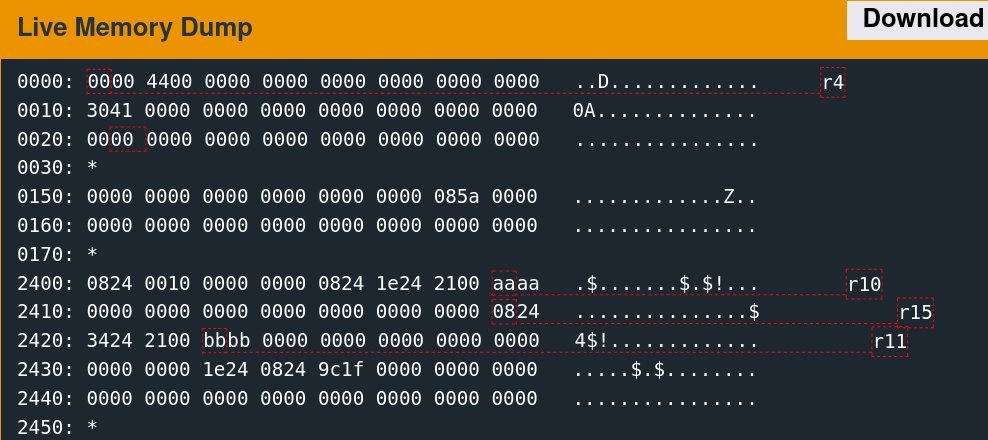 Live Memory Dump
Download
0000: 0000 4400 0000 0000 0000 0000 0000 0000 ..D............. r4
0010: 3041 0000 0000 0000 0000 0000 0000 0000 0A..............
0020: 0000 0000 0000 0000 0000 0000 0000 0000 ................
0030: *
0150: 0000 0000 0000 0000 0000 0000 085a 0000 .............Z..
0160: 0000 0000 0000 0000 0000 0000 0000 0000 ................
0170: *
2400: 0824 0010 0000 0000 0824 1e24 2100 aaaa .$.......$.$!... r10
2410: 0000 0000 0000 0000 0000 0000 0000 0824 ...............$ r15
2420: 3424 2100 bbbb 0000 0000 0000 0000 0000 4$!............. r11
2430: 0000 0000 1e24 0824 9c1f 0000 0000 0000 .....$.$........
2440: 0000 0000 0000 0000 0000 0000 0000 0000 ................
2450: *